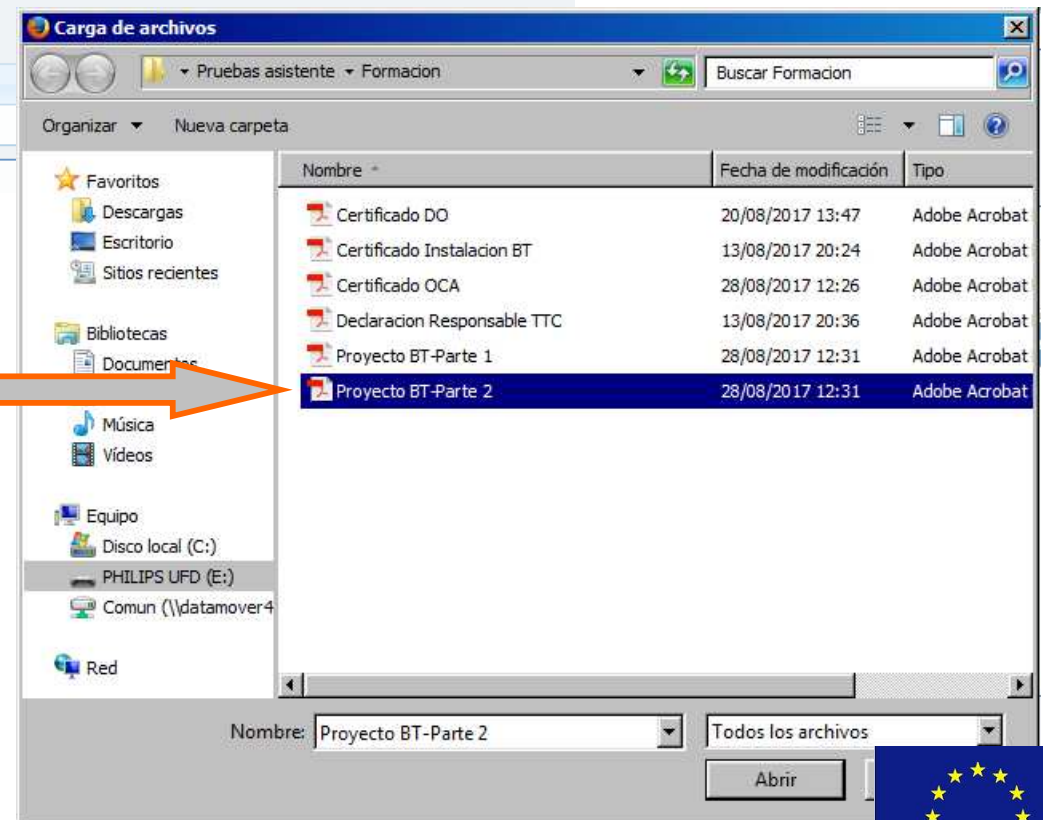 Carga de archivos
Pruebas asistente Formacion Buscar Formacion
Organizar Nueva carpeta
Nombre Fecha de modificación Tipo
Favoritos
Descargas
Escritorio
Sitios recientes
Bibliotecas
Documentos
Música
Vídeos
Equipo
Disco local (C:)
PHILIPS UFD (E:)
Comun (\\datamover4
Red
Certificado DO 20/08/2017 13:47 Adobe Acrobat
Certificado Instalacion BT 13/08/2017 20:24 Adobe Acrobat
Certificado OCA 28/08/2017 12:26 Adobe Acrobat
Declaracion Responsable TTC 13/08/2017 20:36 Adobe Acrobat
Proyecto BT-Parte 1 28/08/2017 12:31 Adobe Acrobat
Proyecto BT-Parte 2 28/08/2017 12:31 Adobe Acrobat
Nombre: Proyecto BT-Parte 2 Todos los archivos
Abrir